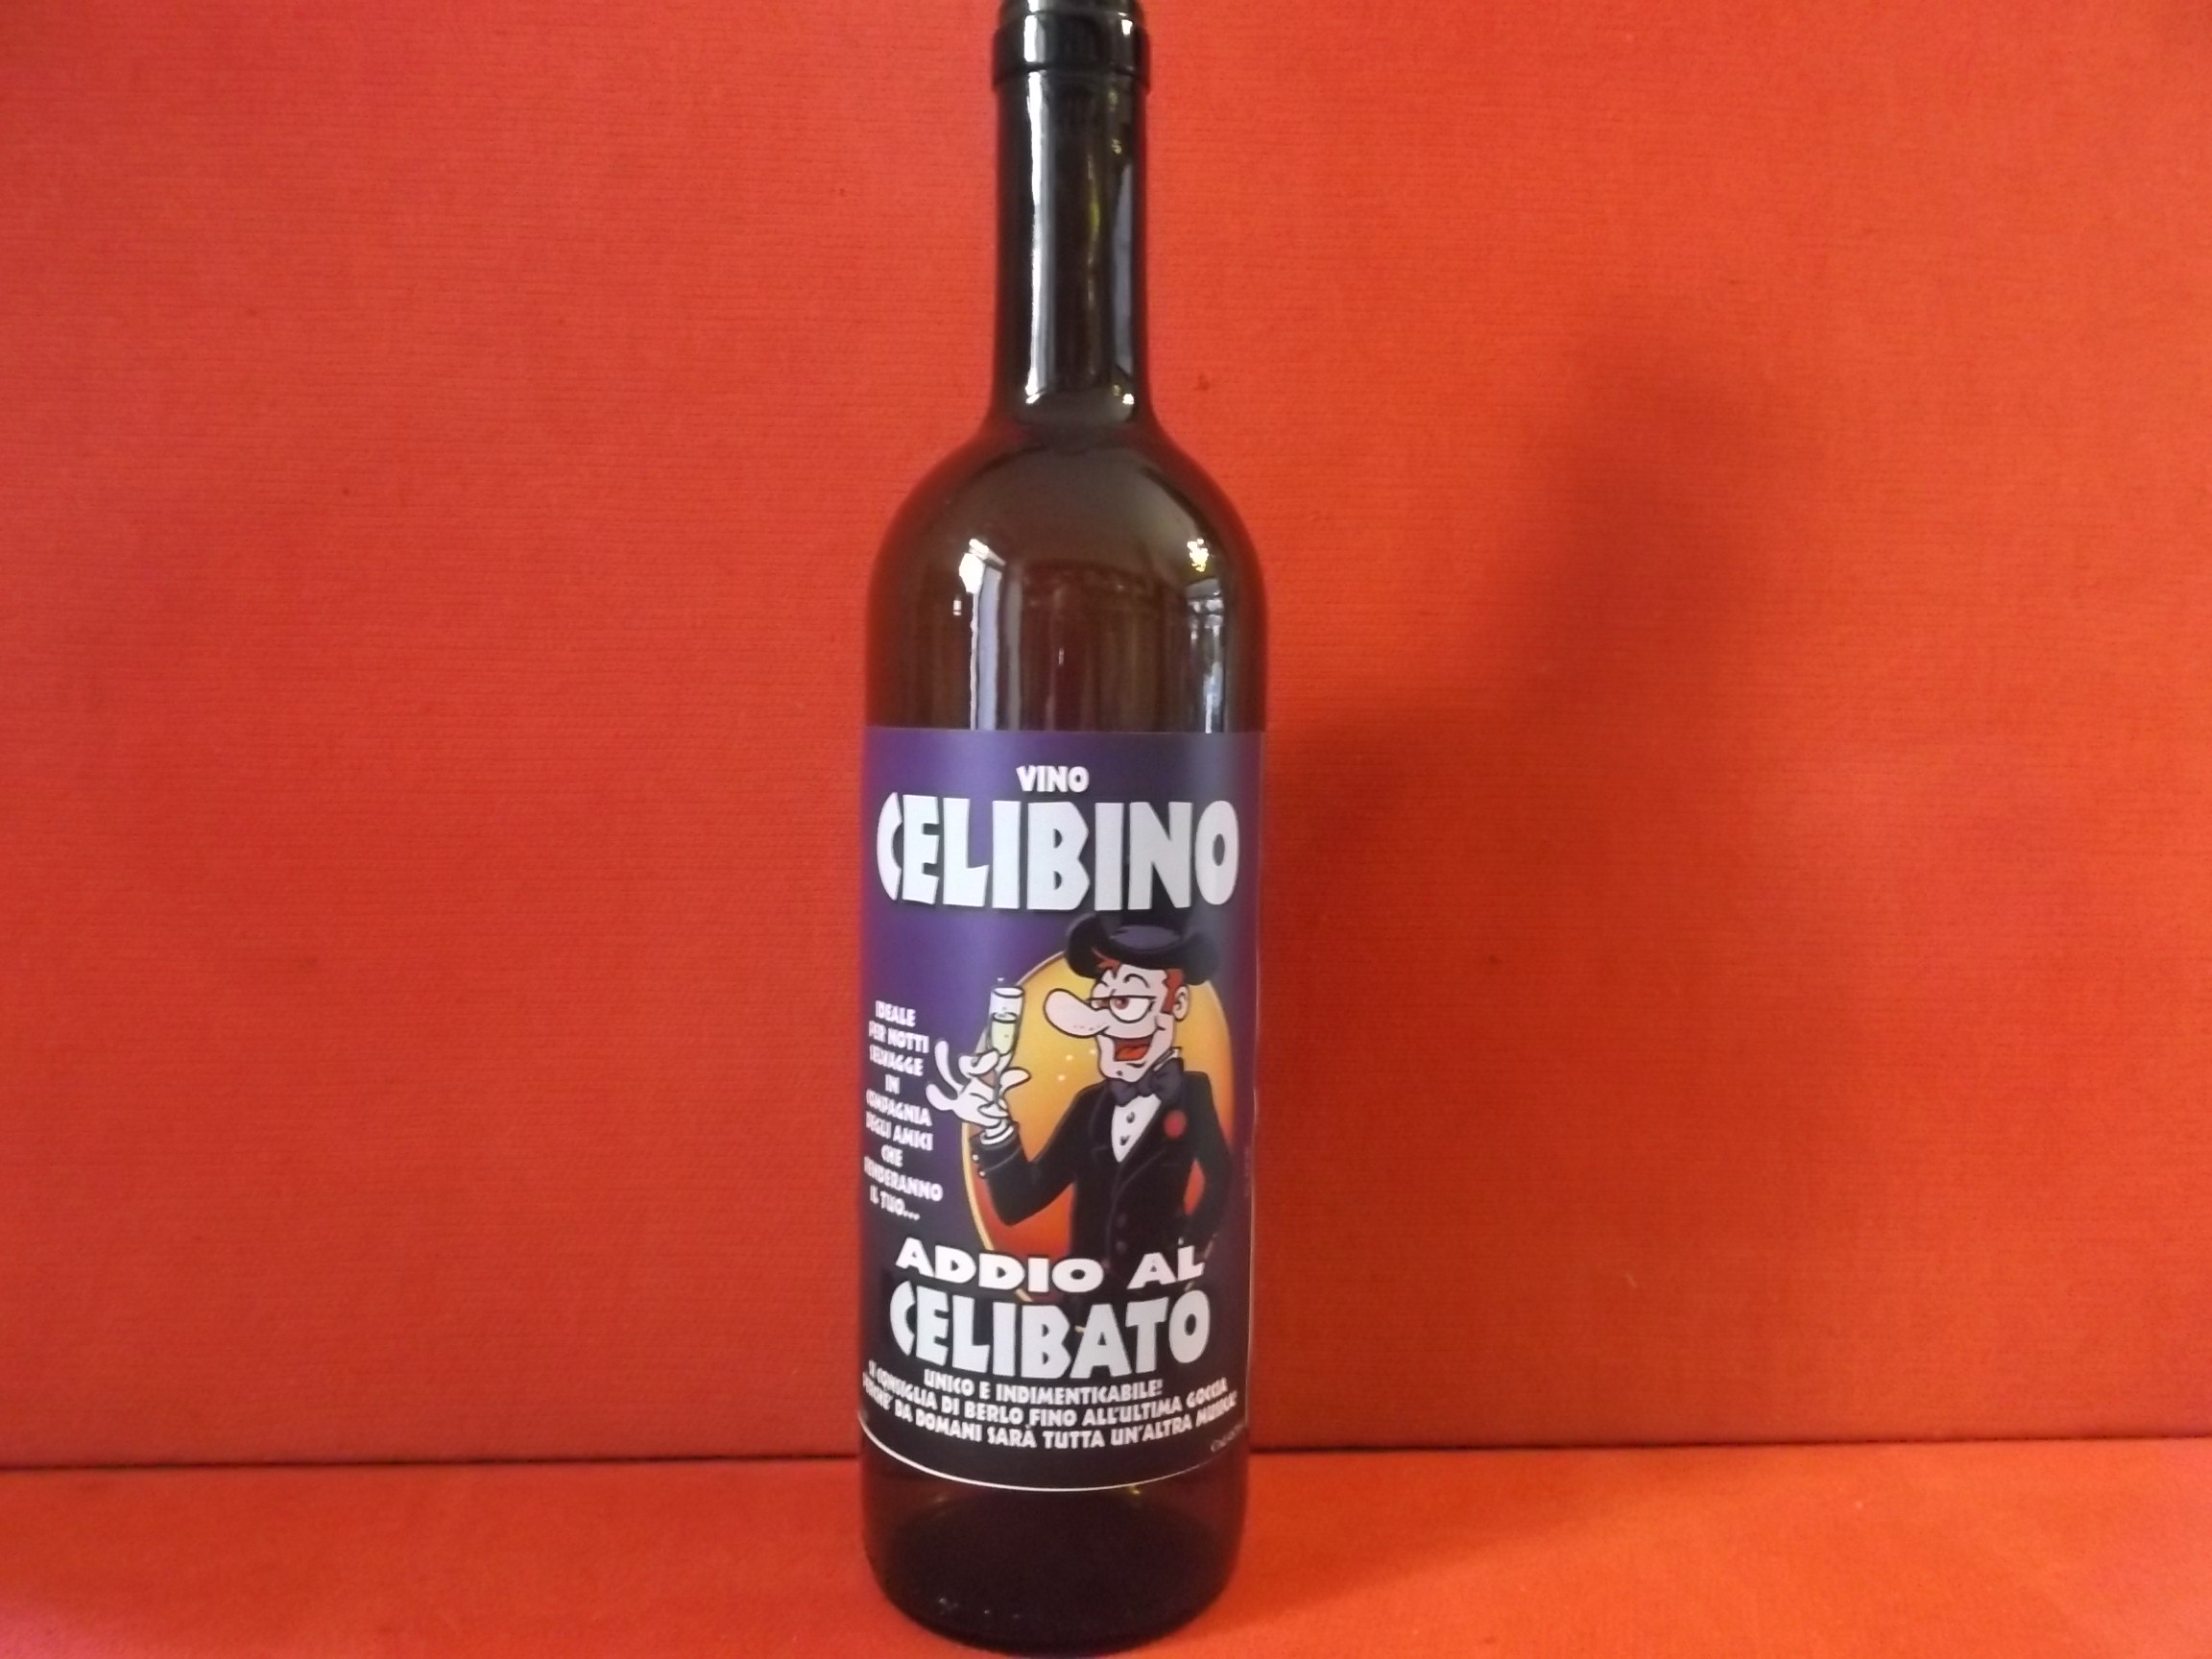 VINO
CELIBINO
IDEALE
PER NOTTI
SELVAGGE
IN
COMPAGNIA
DEGLI AMICI
CHE
RENDERANNO
IL TUO...
ADDIO AL
CELIBATO
UNICO E INDIMENTICABILE!
SI CONSIGLIA DI BERLO FINO ALL'ULTIMA GOCCIA
PERCHE' DA DOMANI SARÀ TUTTA UN'ALTRA MUSICA!